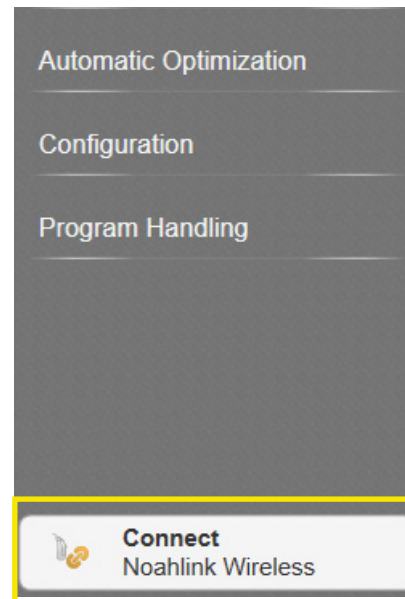 Automatic Optimization
Configuration
Program Handling
Connect
Noahlink Wireless